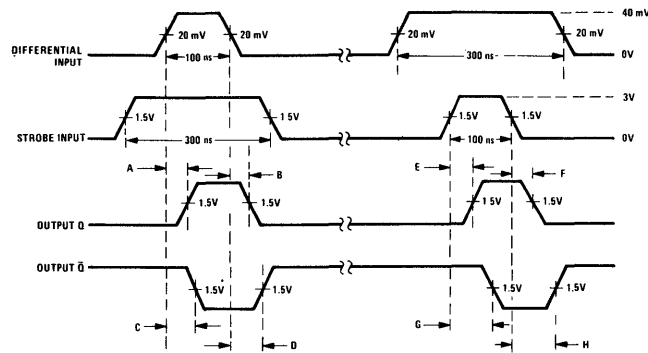 40 mV
20 mV 20 mV 20 mV 20 mV
DIFFERENTIAL
INPUT
100 ns 300 ns
0V
3V
1.5V 1.5V 1.5V 1.5V
STROBE INPUT
300 ns 100 ns
0V
A B E F
1.5V 1.5V 1.5V 1.5V
OUTPUT Q
OUTPUT Q̄
1.5V 1.5V 1.5V 1.5V
C D G H